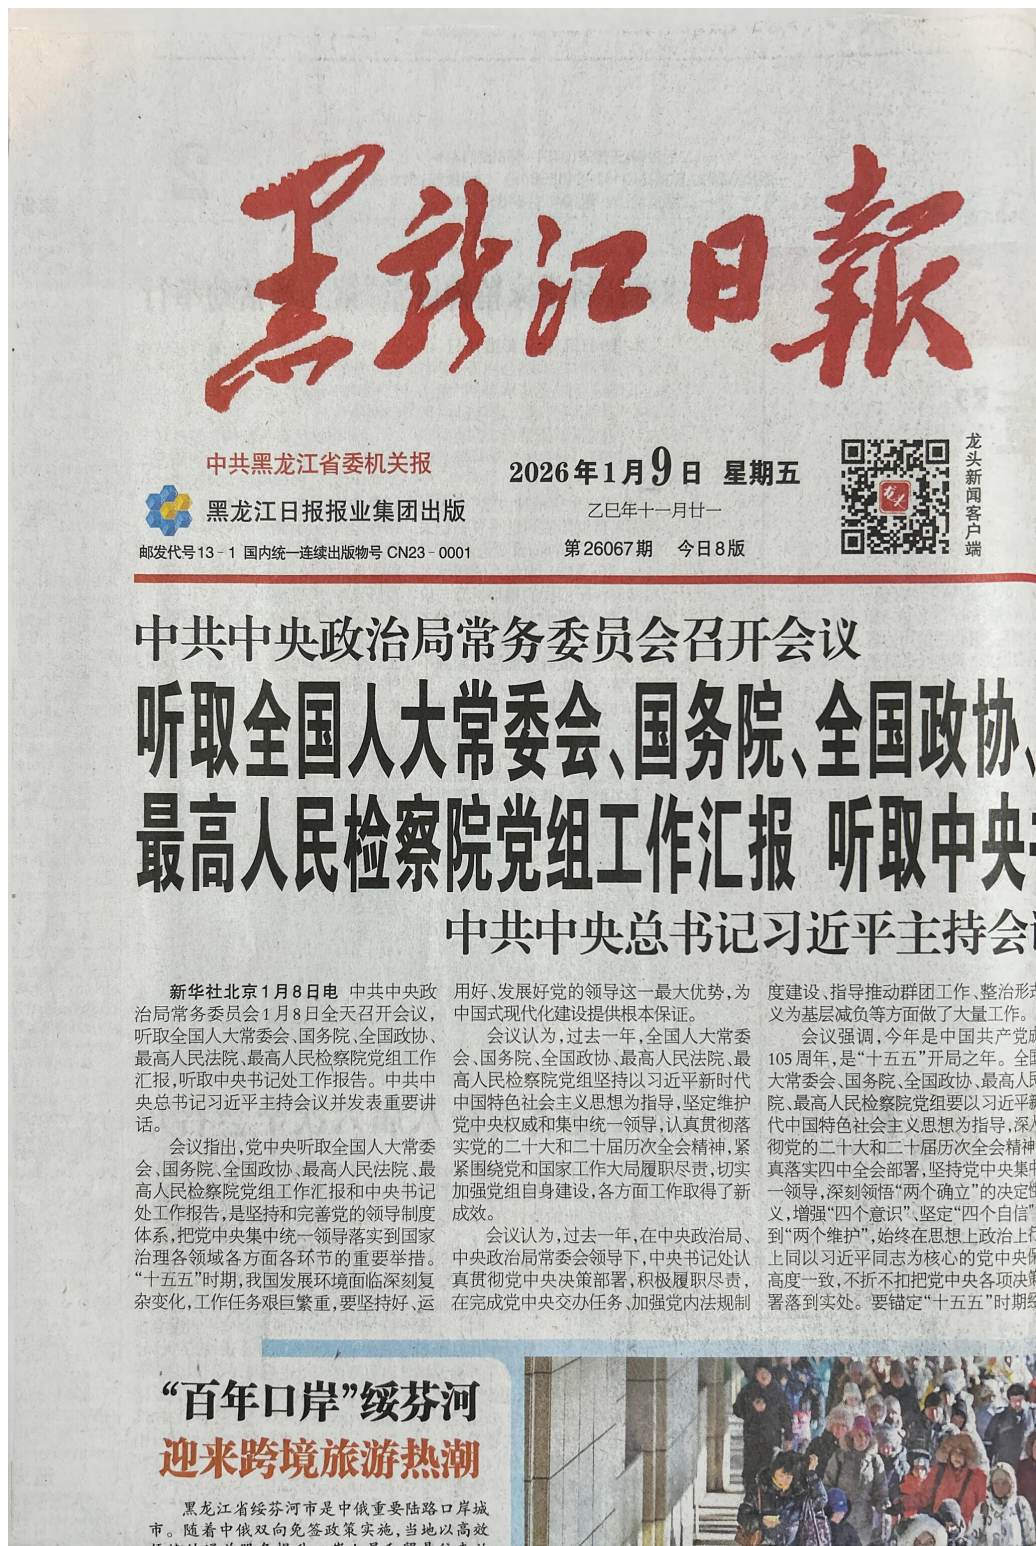 黑龙江日報
中共黑龙江省委机关报
黑龙江日报报业集团出版
邮发代号13-1 国内统一连续出版物号 CN23-0001
2026年1月9日 星期五
乙巳年十一月廿一
第26067期 今日8版
龙头新闻客户端
龙头
中共中央政治局常务委员会召开会议
听取全国人大常委会、国务院、全国政协、
最高人民检察院党组工作汇报 听取中央
中共中央总书记习近平主持会
新华社北京1月8日电 中共中央政
治局常务委员会1月8日全天召开会议，
听取全国人大常委会、国务院、全国政协、
最高人民法院、最高人民检察院党组工作
汇报，听取中央书记处工作报告。中共中
央总书记习近平主持会议并发表重要讲
话。
会议指出，党中央听取全国人大常委
会、国务院、全国政协、最高人民法院、最
高人民检察院党组工作汇报和中央书记
处工作报告，是坚持和完善党的领导制度
体系，把党中央集中统一领导落实到国家
治理各领域各方面各环节的重要举措。
“十五五”时期，我国发展环境面临深刻复
杂变化，工作任务艰巨繁重，要坚持好、运
用好、发展好党的领导这一最大优势，为
中国式现代化建设提供根本保证。
会议认为，过去一年，全国人大常委
会、国务院、全国政协、最高人民法院、最
高人民检察院党组坚持以习近平新时代
中国特色社会主义思想为指导，坚定维护
党中央权威和集中统一领导，认真贯彻落
实党的二十大和二十届历次全会精神，紧
紧围绕党和国家工作大局履职尽责，切实
加强党组自身建设，各方面工作取得了新
成效。
会议认为，过去一年，在中央政治局、
中央政治局常委会领导下，中央书记处认
真贯彻党中央决策部署，积极履职尽责，
在完成党中央交办任务、加强党内法规制
度建设、指导推动群团工作、整治形
义为基层减负等方面做了大量工作。
会议强调，今年是中国共产党成
105周年，是“十五五”开局之年。全国
大常委会、国务院、全国政协、最高人民
院、最高人民检察院党组要以习近平新
代中国特色社会主义思想为指导，深入
彻党的二十大和二十届历次全会精神
真落实四中全会部署，坚持党中央集中
一领导，深刻领悟“两个确立”的决定性
义，增强“四个意识”、坚定“四个自信”
到“两个维护”，始终在思想上政治上行
上同以习近平同志为核心的党中央保
高度一致，不折不扣把党中央各项决策
署落到实处。要锚定“十五五”时期经
“百年口岸”绥芬河
迎来跨境旅游热潮
黑龙江省绥芬河市是中俄重要陆路口岸城
市。随着中俄双向免签政策实施，当地以高效